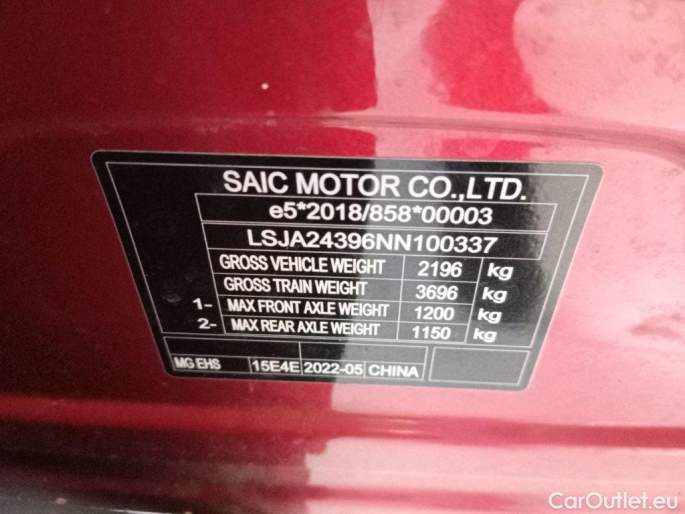 SAIC MOTOR CO.,LTD.
e5*2018/858*00003
LSJA24396NN100337
GROSS VEHICLE WEIGHT 2196 kg
GROSS TRAIN WEIGHT 3696 kg
1- MAX FRONT AXLE WEIGHT 1200 kg
2- MAX REAR AXLE WEIGHT 1150 kg
MG EHS 15E4E 2022-05 CHINA
CarOutlet.eu